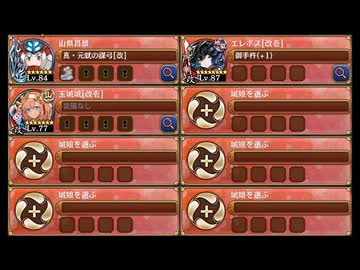 山県昌景
真・元就の謀弓[改]
Lv.84
エレボス[改壱]
御手杵(+1)
改
Lv.87
玉城城[改壱]
装備なし
改
Lv.77
城娘を選ぶ
城娘を選ぶ
城娘を選ぶ
城娘を選ぶ
城娘を選ぶ